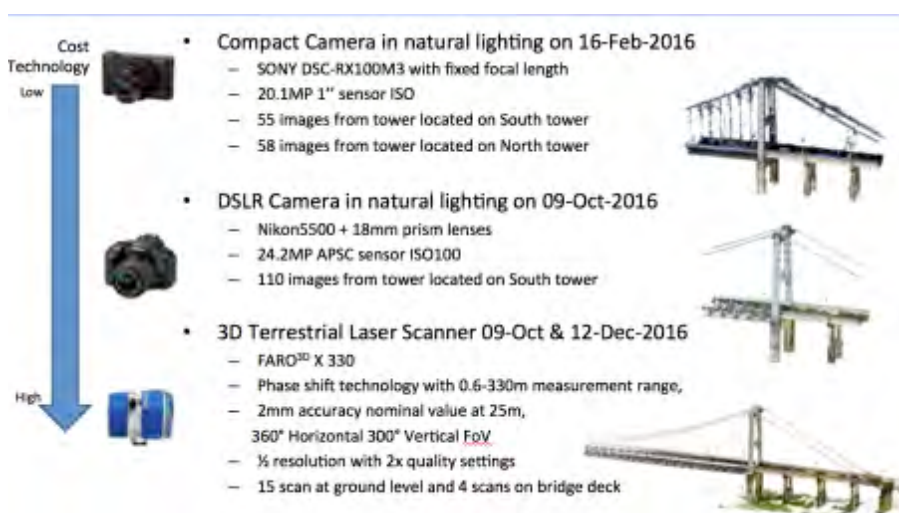 Cost
Technology
Low
High
• Compact Camera in natural lighting on 16-Feb-2016
– SONY DSC-RX100M3 with fixed focal length
– 20.1MP 1'' sensor ISO
– 55 images from tower located on South tower
– 58 images from tower located on North tower
• DSLR Camera in natural lighting on 09-Oct-2016
– Nikon5500 + 18mm prism lenses
– 24.2MP APSC sensor ISO100
– 110 images from tower located on South tower
• 3D Terrestrial Laser Scanner 09-Oct & 12-Dec-2016
– FARO3D X 330
– Phase shift technology with 0.6-330m measurement range,
– 2mm accuracy nominal value at 25m,
360° Horizontal 300° Vertical FoV
– ½ resolution with 2x quality settings
– 15 scan at ground level and 4 scans on bridge deck